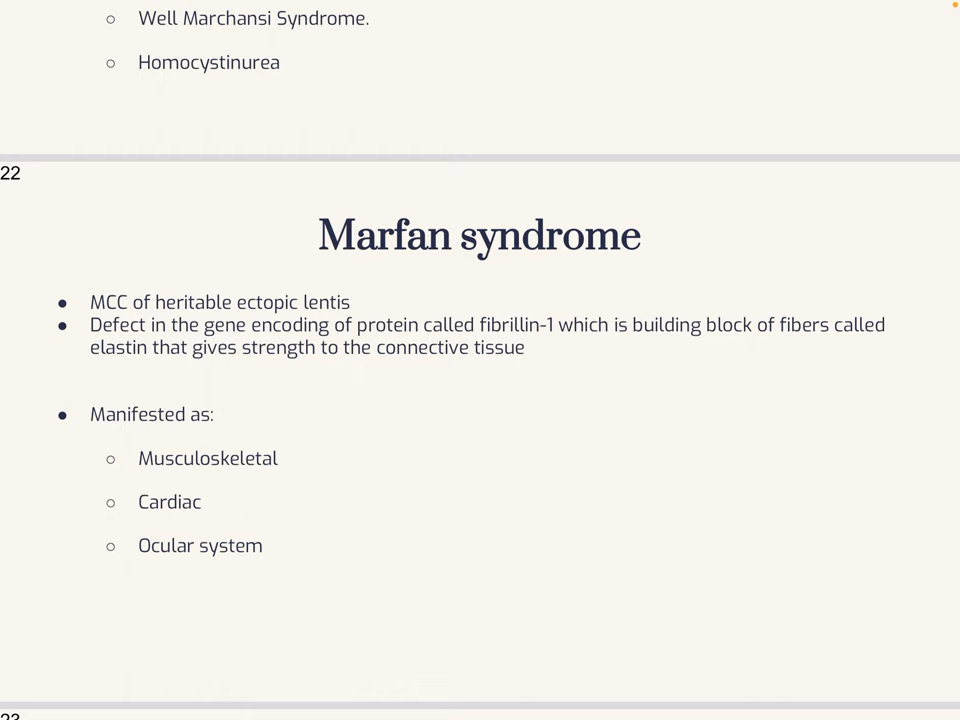 ○ Well Marchansi Syndrome.
○ Homocystinurea
22
Marfan syndrome
● MCC of heritable ectopic lentis
● Defect in the gene encoding of protein called fibrillin-1 which is building block of fibers called
elastin that gives strength to the connective tissue
● Manifested as:
○ Musculoskeletal
○ Cardiac
○ Ocular system
23